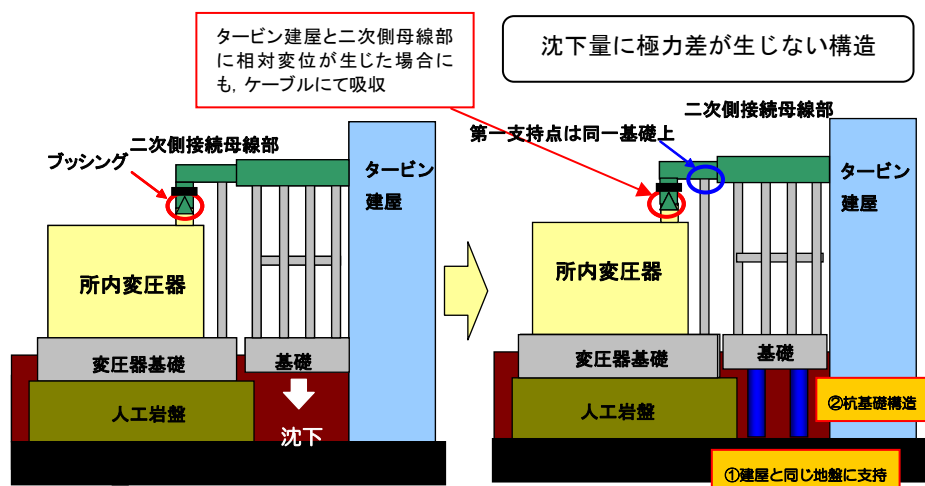 タービン建屋と二次側母線部
に相対変位が生じた場合に
も，ケーブルにて吸収
沈下量に極力差が生じない構造
二次側接続母線部
ブッシング
タービン
建屋
所内変圧器
変圧器基礎
基礎
人工岩盤
沈下
二次側接続母線部
第一支持点は同一基礎上
タービン
建屋
所内変圧器
変圧器基礎
基礎
人工岩盤
②杭基礎構造
①建屋と同じ地盤に支持